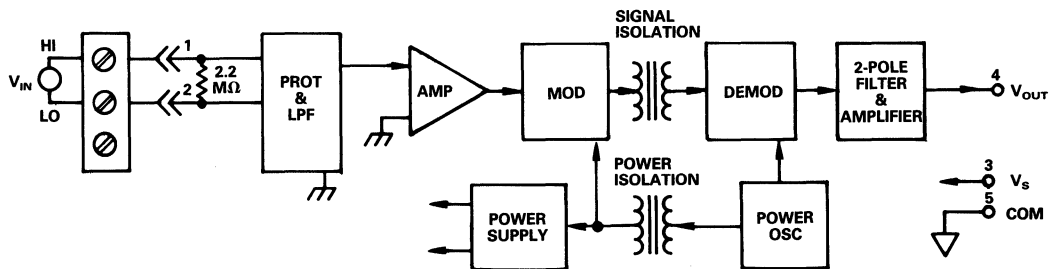 SIGNAL
ISOLATION
HI
V_IN
LO
1
2
2.2
MΩ
PROT
&
LPF
AMP
MOD
DEMOD
2-POLE
FILTER
&
AMPLIFIER
4
V_OUT
POWER
ISOLATION
POWER
SUPPLY
POWER
OSC
3
V_S
5
COM